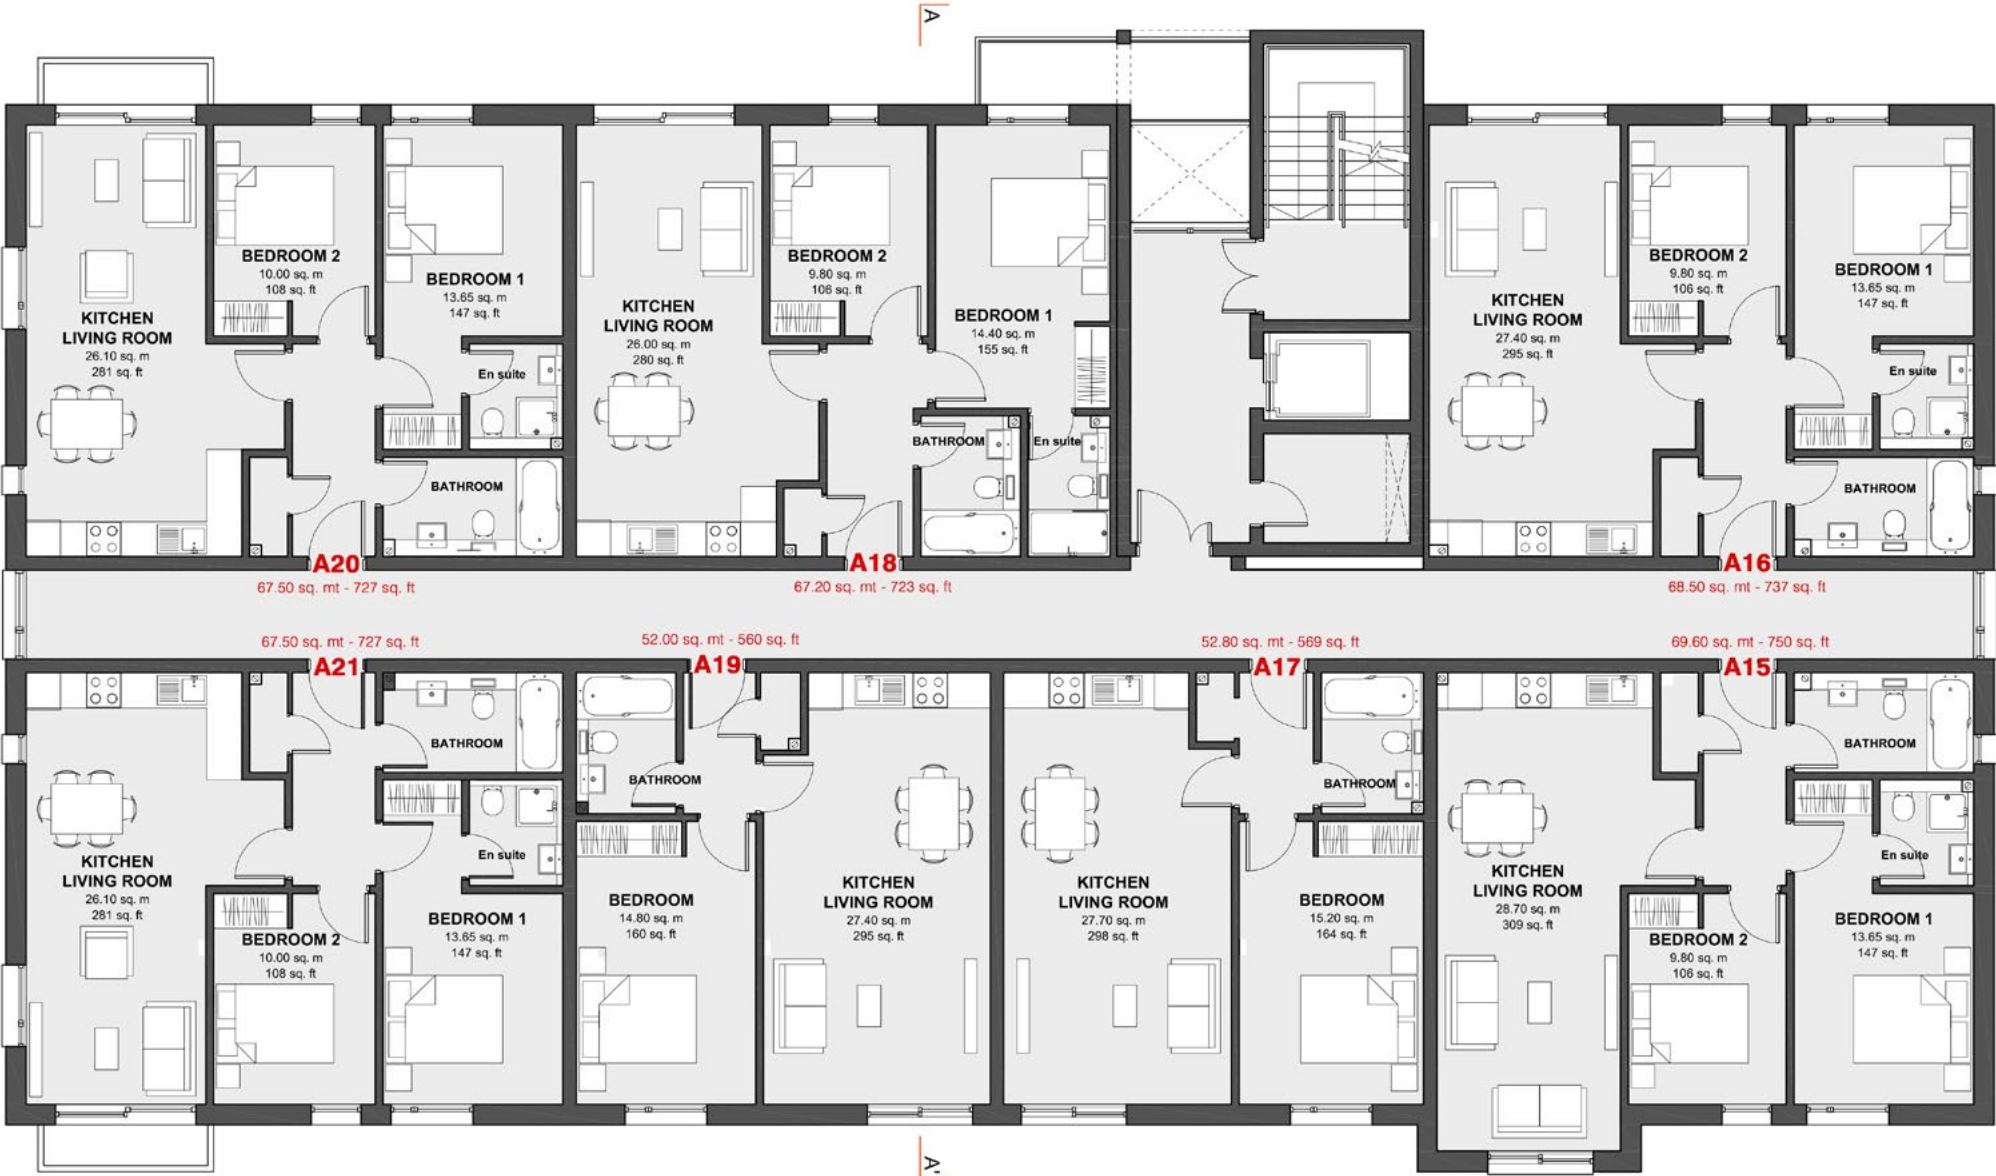 A
BEDROOM 2
10.00 sq. m
108 sq. ft
BEDROOM 1
13.65 sq. m
147 sq. ft
KITCHEN
LIVING ROOM
26.10 sq. m
281 sq. ft
En suite
BATHROOM
A20
67.50 sq. mt - 727 sq. ft
KITCHEN
LIVING ROOM
26.00 sq. m
280 sq. ft
BEDROOM 2
9.80 sq. m
106 sq. ft
BEDROOM 1
14.40 sq. m
155 sq. ft
BATHROOM
En suite
A18
67.20 sq. mt - 723 sq. ft
KITCHEN
LIVING ROOM
27.40 sq. m
295 sq. ft
BEDROOM 2
9.80 sq. m
106 sq. ft
BEDROOM 1
13.65 sq. m
147 sq. ft
En suite
BATHROOM
A16
68.50 sq. mt - 737 sq. ft
67.50 sq. mt - 727 sq. ft
A21
BATHROOM
En suite
KITCHEN
LIVING ROOM
26.10 sq. m
281 sq. ft
BEDROOM 2
10.00 sq. m
108 sq. ft
BEDROOM 1
13.65 sq. m
147 sq. ft
52.00 sq. mt - 560 sq. ft
A19
BATHROOM
BEDROOM
14.80 sq. m
160 sq. ft
KITCHEN
LIVING ROOM
27.40 sq. m
295 sq. ft
52.80 sq. mt - 569 sq. ft
A17
BATHROOM
KITCHEN
LIVING ROOM
27.70 sq. m
298 sq. ft
BEDROOM
15.20 sq. m
164 sq. ft
69.60 sq. mt - 750 sq. ft
A15
BATHROOM
En suite
KITCHEN
LIVING ROOM
28.70 sq. m
309 sq. ft
BEDROOM 2
9.80 sq. m
106 sq. ft
BEDROOM 1
13.65 sq. m
147 sq. ft
A'